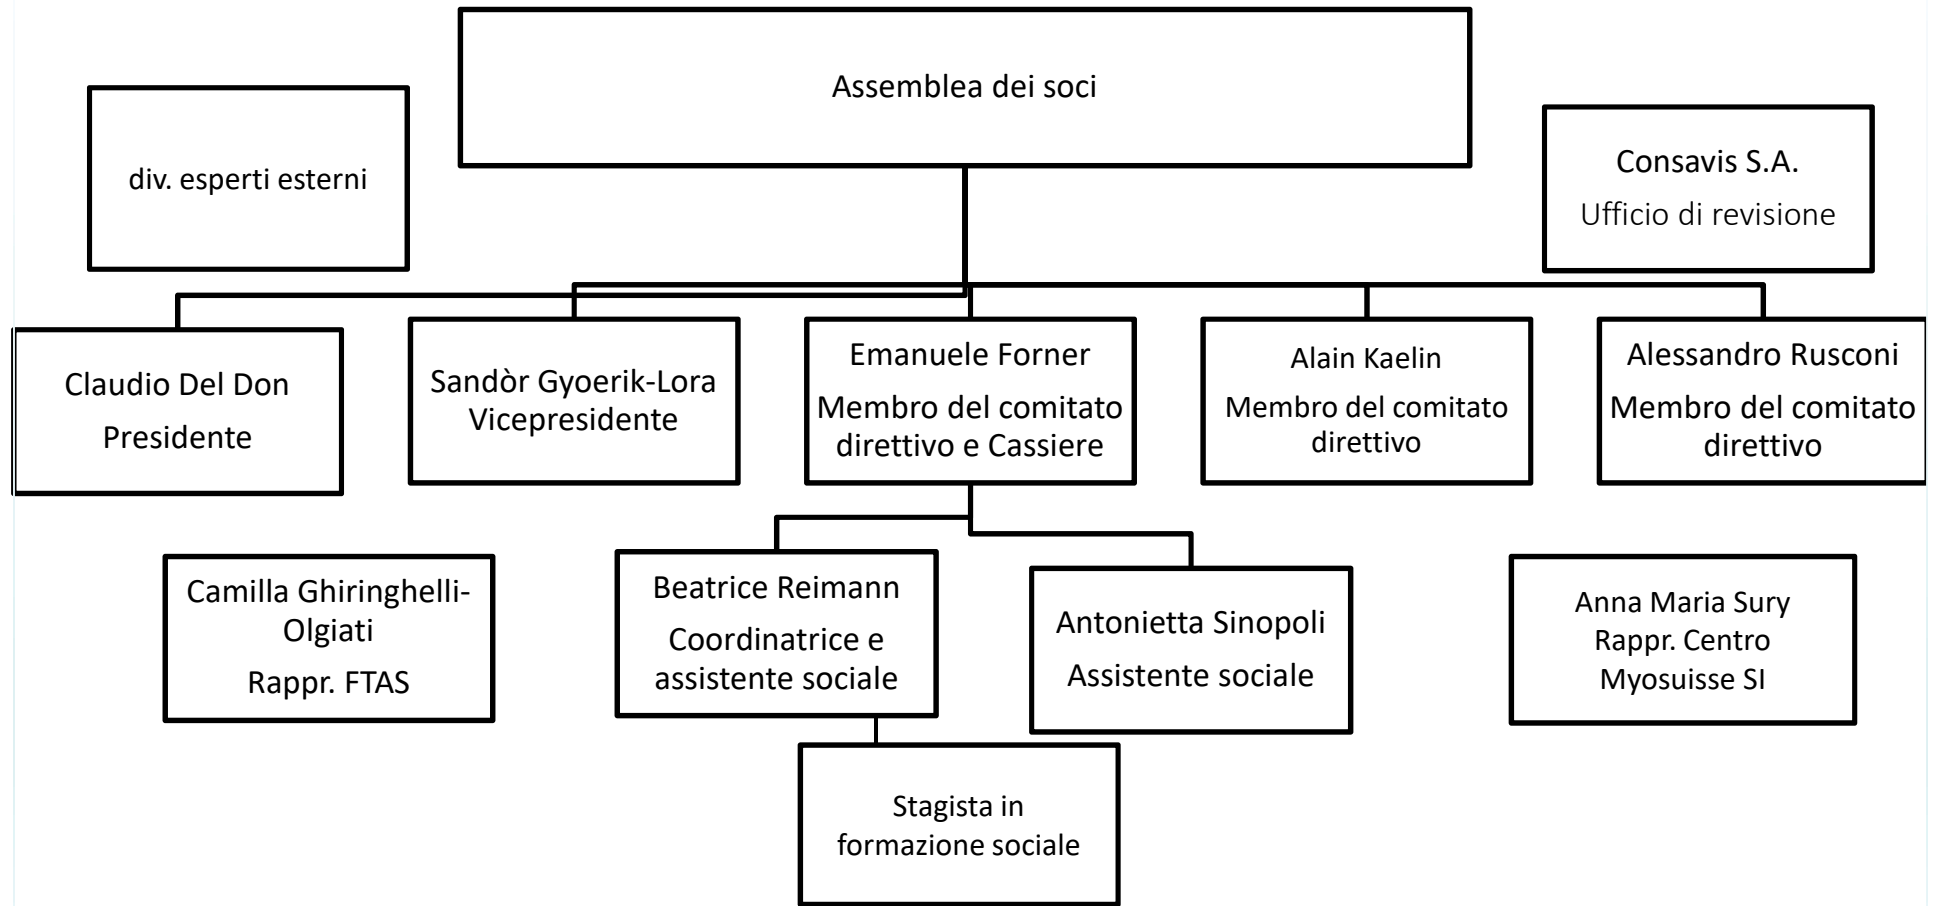 Assemblea dei soci
div. esperti esterni
Consavis S.A.
Ufficio di revisione
Claudio Del Don
Presidente
Sandòr Gyoerik-Lora
Vicepresidente
Emanuele Forner
Membro del comitato
direttivo e Cassiere
Alain Kaelin
Membro del comitato
direttivo
Alessandro Rusconi
Membro del comitato
direttivo
Camilla Ghiringhelli-
Olgiati
Rappr. FTAS
Beatrice Reimann
Coordinatrice e
assistente sociale
Antonietta Sinopoli
Assistente sociale
Anna Maria Sury
Rappr. Centro
Myosuisse SI
Stagista in
formazione sociale